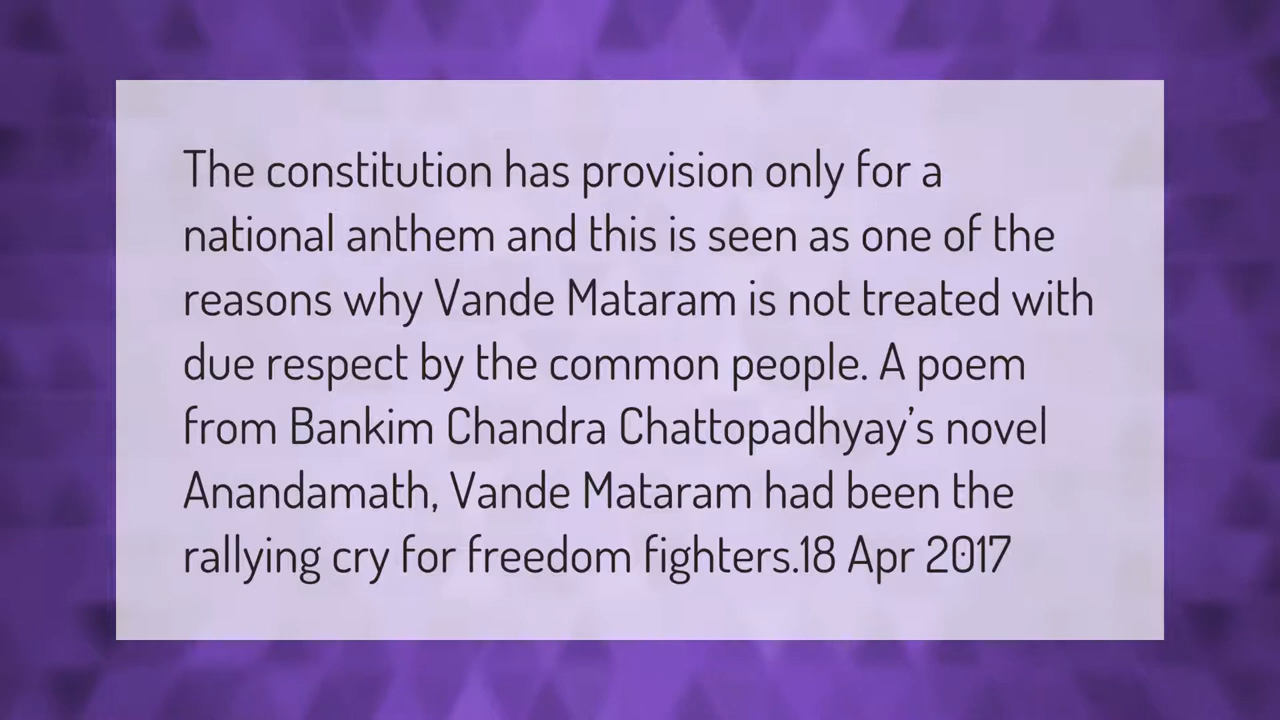 The constitution has provision only for a
national anthem and this is seen as one of the
reasons why Vande Mataram is not treated with
due respect by the common people. A poem
from Bankim Chandra Chattopadhyay's novel
Anandamath, Vande Mataram had been the
rallying cry for freedom fighters.18 Apr 2017